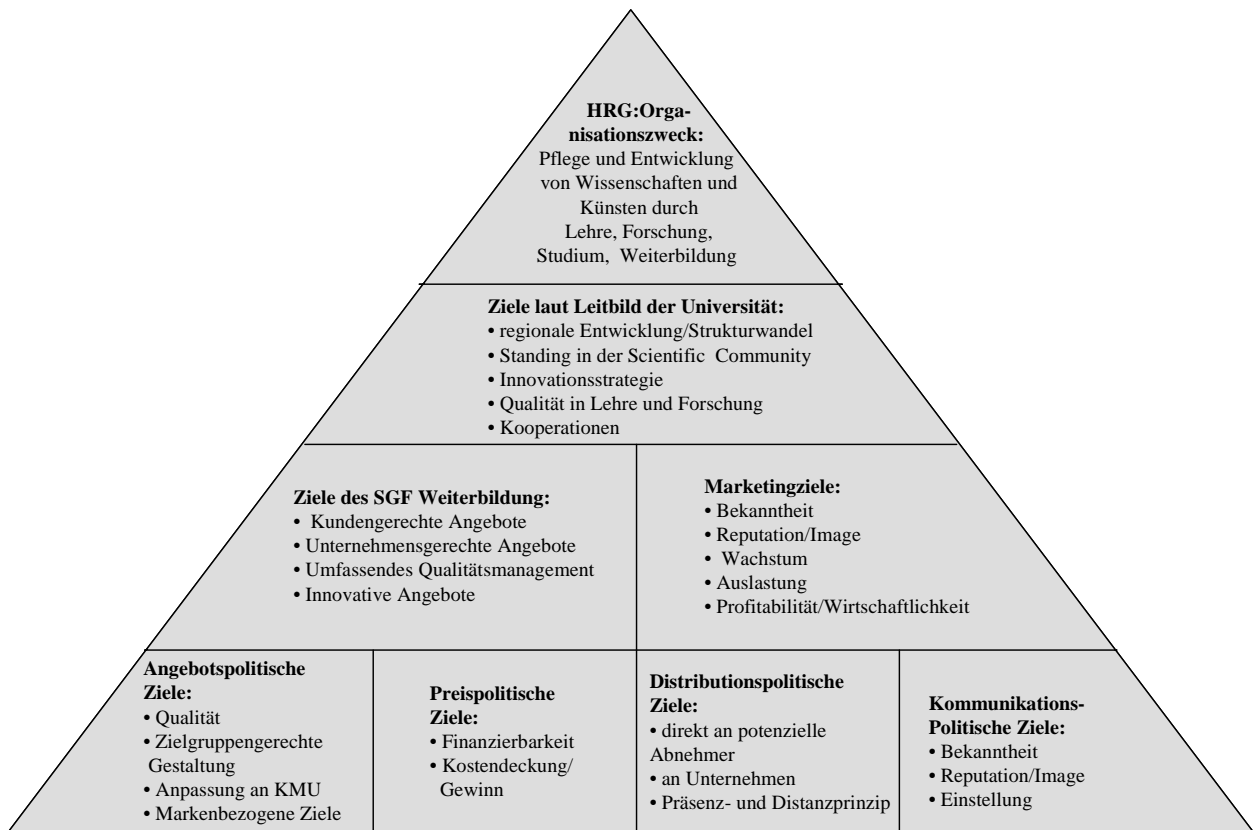 HRG:Orga-
nisationszweck:
Pflege und Entwicklung
von Wissenschaften und
Künsten durch
Lehre, Forschung,
Studium, Weiterbildung
Ziele laut Leitbild der Universität:
• regionale Entwicklung/Strukturwandel
• Standing in der Scientific Community
• Innovationsstrategie
• Qualität in Lehre und Forschung
• Kooperationen
Ziele des SGF Weiterbildung:
• Kundengerechte Angebote
• Unternehmensgerechte Angebote
• Umfassendes Qualitätsmanagement
• Innovative Angebote
Marketingziele:
• Bekanntheit
• Reputation/Image
• Wachstum
• Auslastung
• Profitabilität/Wirtschaftlichkeit
Angebotspolitische
Ziele:
• Qualität
• Zielgruppengerechte
Gestaltung
• Anpassung an KMU
• Markenbezogene Ziele
Preispolitische
Ziele:
• Finanzierbarkeit
• Kostendeckung/
Gewinn
Distributionspolitische
Ziele:
• direkt an potenzielle
Abnehmer
• an Unternehmen
• Präsenz- und Distanzprinzip
Kommunikations-
Politische Ziele:
• Bekanntheit
• Reputation/Image
• Einstellung